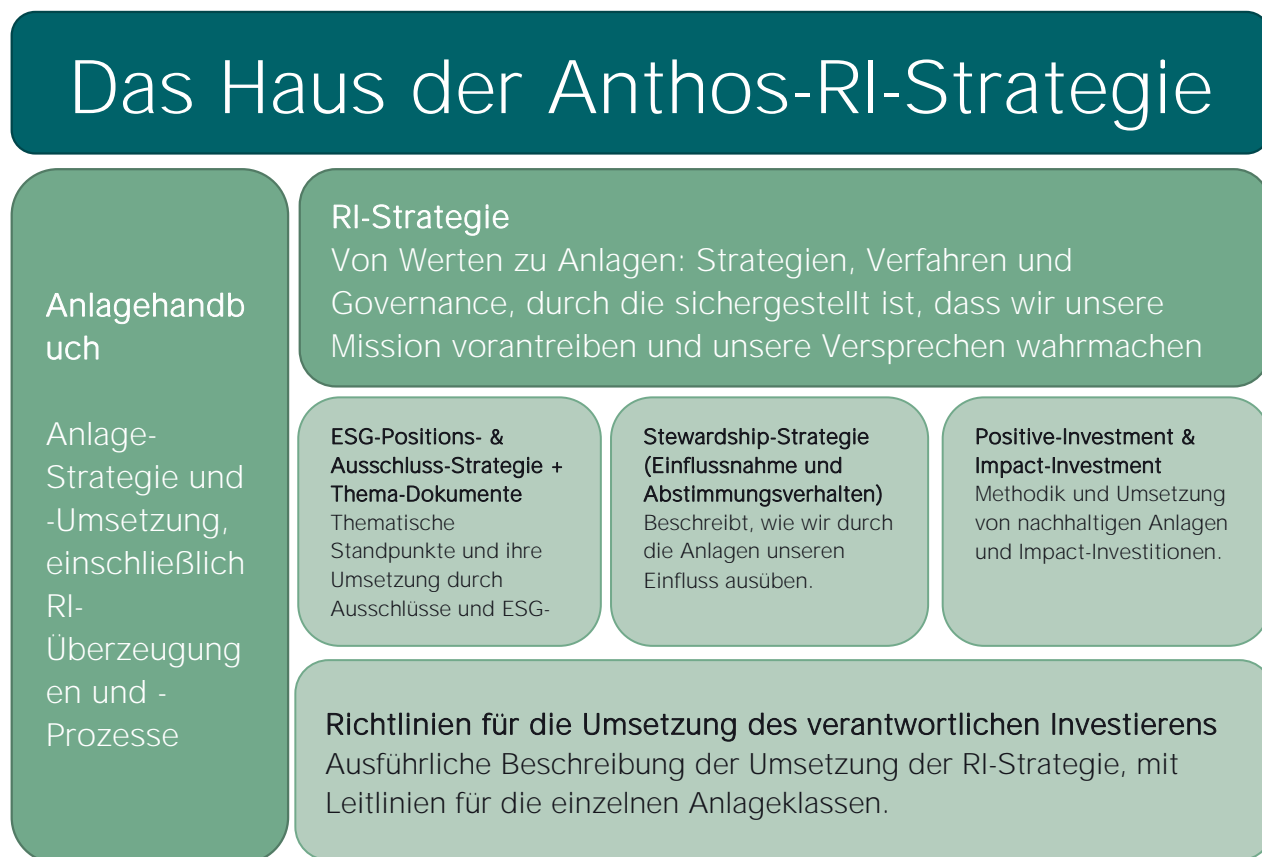 Das Haus der Anthos-RI-Strategie
Anlagehandb
uch
Anlage-
Strategie und
-Umsetzung,
einschließlich
RI-
Überzeugung
en und -
Prozesse
RI-Strategie
Von Werten zu Anlagen: Strategien, Verfahren und
Governance, durch die sichergestellt ist, dass wir unsere
Mission vorantreiben und unsere Versprechen wahrmachen
ESG-Positions- &
Ausschluss-Strategie +
Thema-Dokumente
Thematische
Standpunkte und ihre
Umsetzung durch
Ausschlüsse und ESG-
Stewardship-Strategie
(Einflussnahme und
Abstimmungsverhalten)
Beschreibt, wie wir durch
die Anlagen unseren
Einfluss ausüben.
Positive-Investment &
Impact-Investment
Methodik und Umsetzung
von nachhaltigen Anlagen
und Impact-Investitionen.
Richtlinien für die Umsetzung des verantwortlichen Investierens
Ausführliche Beschreibung der Umsetzung der RI-Strategie, mit
Leitlinien für die einzelnen Anlageklassen.